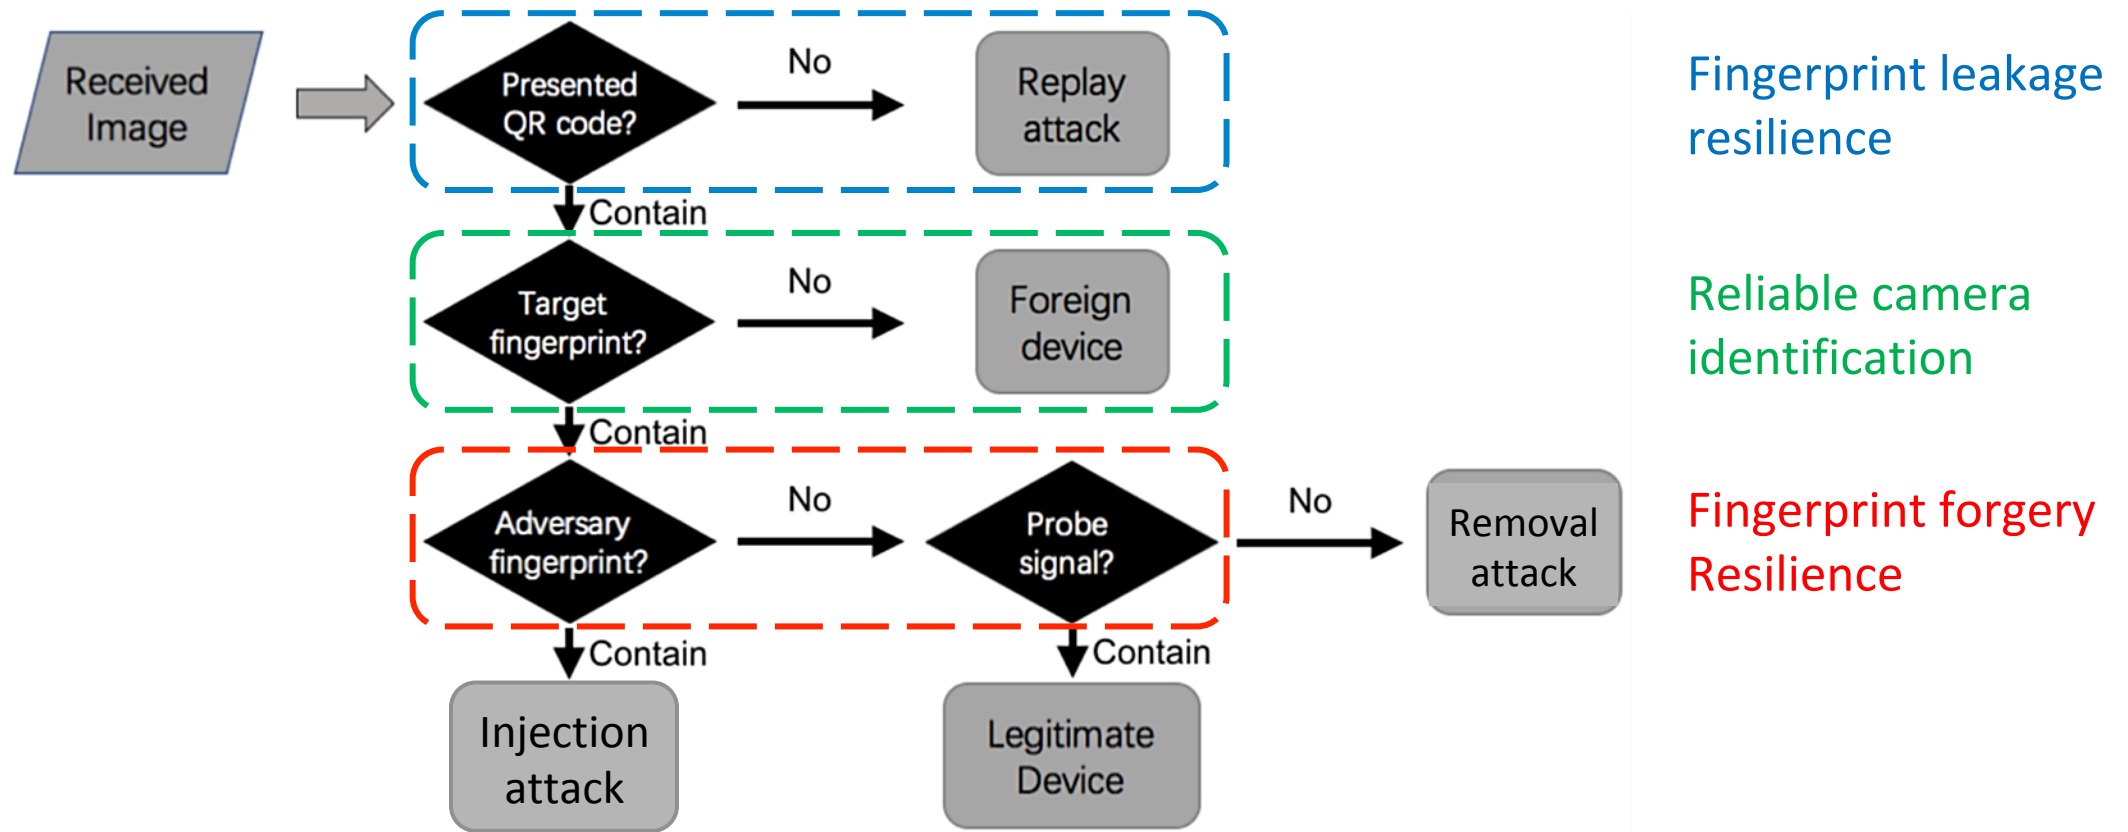 Received
Image
Presented
QR code?
No
Replay
attack
Fingerprint leakage
resilience
Contain
Target
fingerprint?
No
Foreign
device
Reliable camera
identification
Contain
Adversary
fingerprint?
No
Probe
signal?
No
Removal
attack
Fingerprint forgery
Resilience
Contain
Contain
Injection
attack
Legitimate
Device